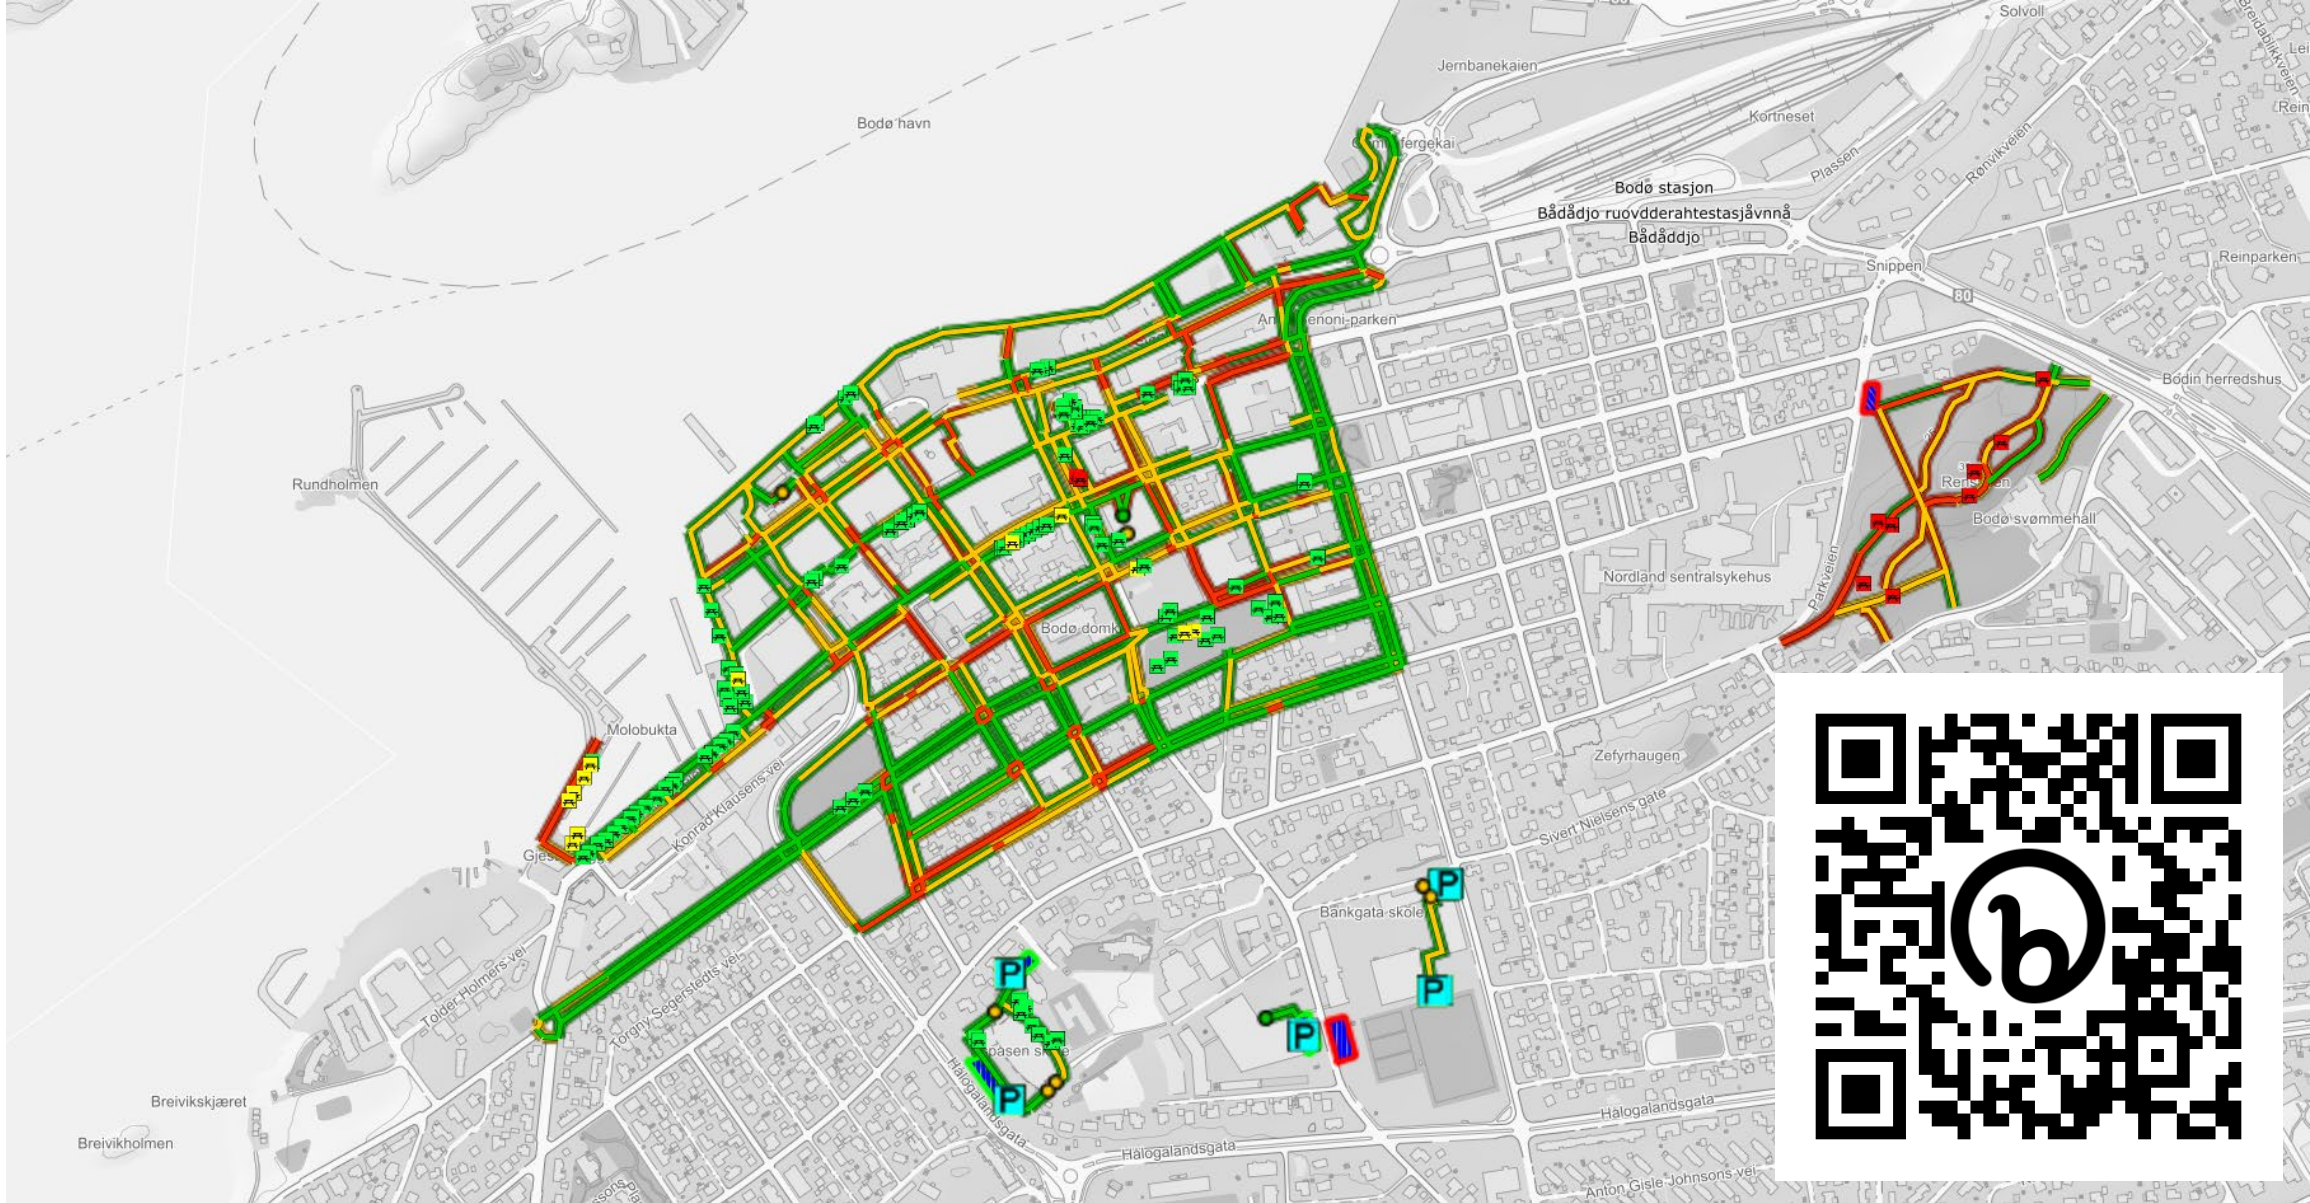 Solvoll
Breidablikkveien
Jernbanekaien
Bodø havn
Kortneset
Plassen
Rønvikveien
Bodø stasjon
Bådådjo ruovdderahtestasjåvnnå
Bådåddjo
Reinparken
Snippen
80
Bodin herredshus
Rundholmen
Bodø svømmehall
Nordland sentralsykehus
Parkveien
Bodø domk
Molobukta
Zefyrhaugen
Konrad Klausens vei
Sivert Nielsens gate
Bankgata skole
P
Tolder Holmers vei
Torgny Segerstedts vei
P
P
P
P
Hålogalandsgata
Breivikskjæret
Hålogalandsgata
Breivikholmen
Hålogalandsgata
Anton Gisle Johnsons vei
b